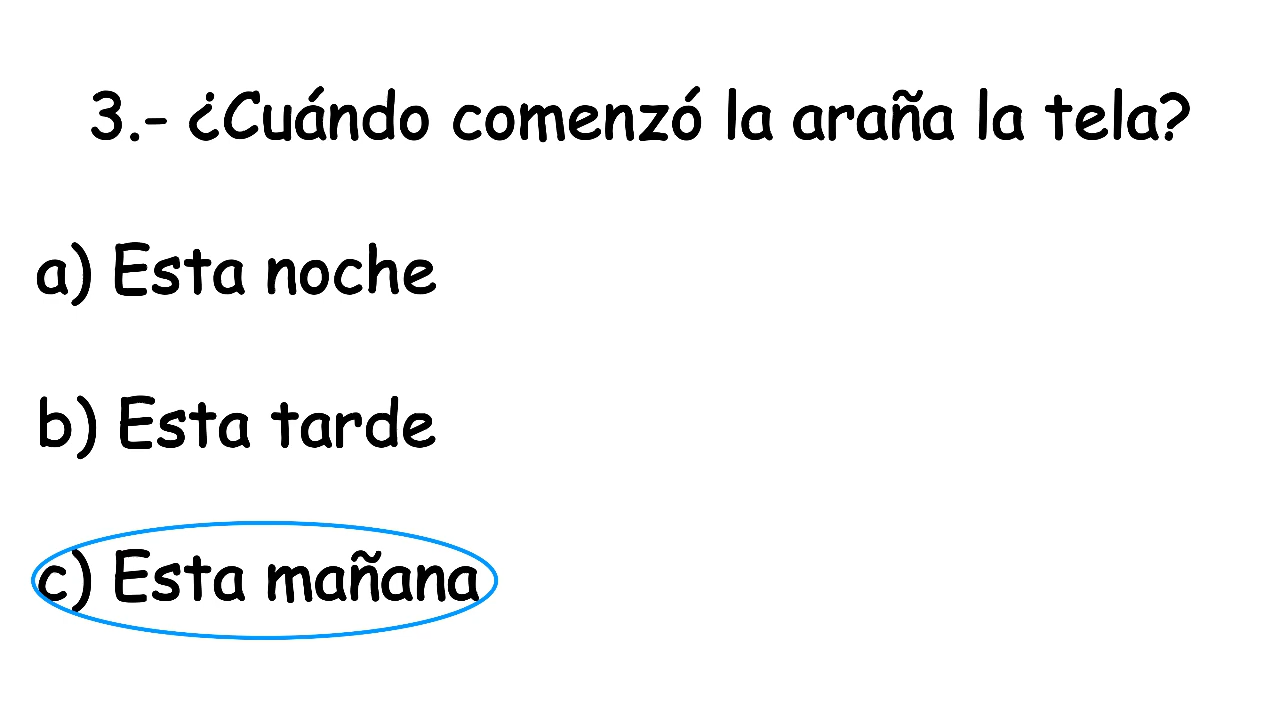 3.- ¿Cuándo comenzó la araña la tela?
a) Esta noche
b) Esta tarde
c) Esta mañana